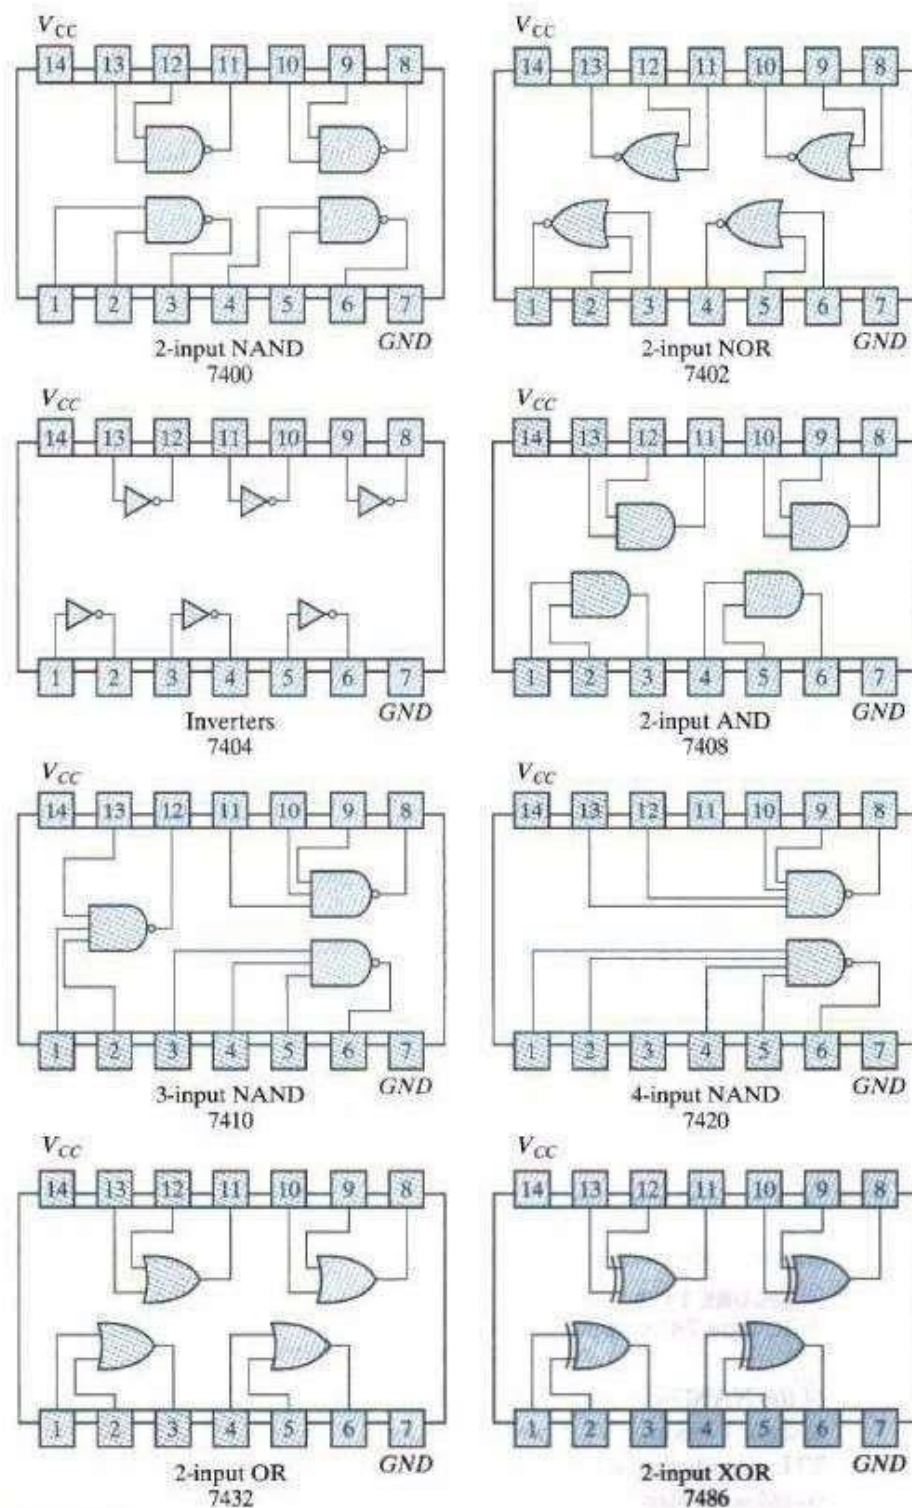 VCC VCC
14 13 12 11 10 9 8 14 13 12 11 10 9 8
1 2 3 4 5 6 7 1 2 3 4 5 6 7
2-input NAND GND 2-input NOR GND
7400 7402
VCC VCC
14 13 12 11 10 9 8 14 13 12 11 10 9 8
1 2 3 4 5 6 7 1 2 3 4 5 6 7
Inverters GND 2-input AND GND
7404 7408
VCC VCC
14 13 12 11 10 9 8 14 13 12 11 10 9 8
1 2 3 4 5 6 7 1 2 3 4 5 6 7
3-input NAND GND 4-input NAND GND
7410 7420
VCC VCC
14 13 12 11 10 9 8 14 13 12 11 10 9 8
1 2 3 4 5 6 7 1 2 3 4 5 6 7
2-input OR GND 2-input XOR GND
7432 7486